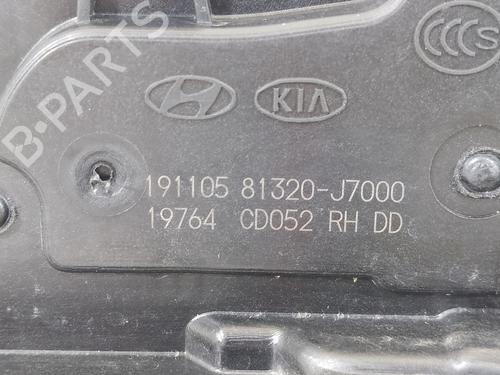 B-PARTS
CCC S
KIA
191105 81320-J7000
19764 CD052 RH DD